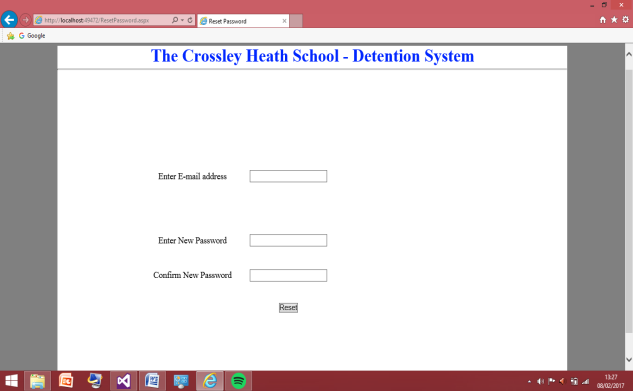 http://localhost:49472/ResetPassword.aspx
Reset Password
Google
The Crossley Heath School - Detention System
Enter E-mail address
Enter New Password
Confirm New Password
Reset
13:27
08/02/2017